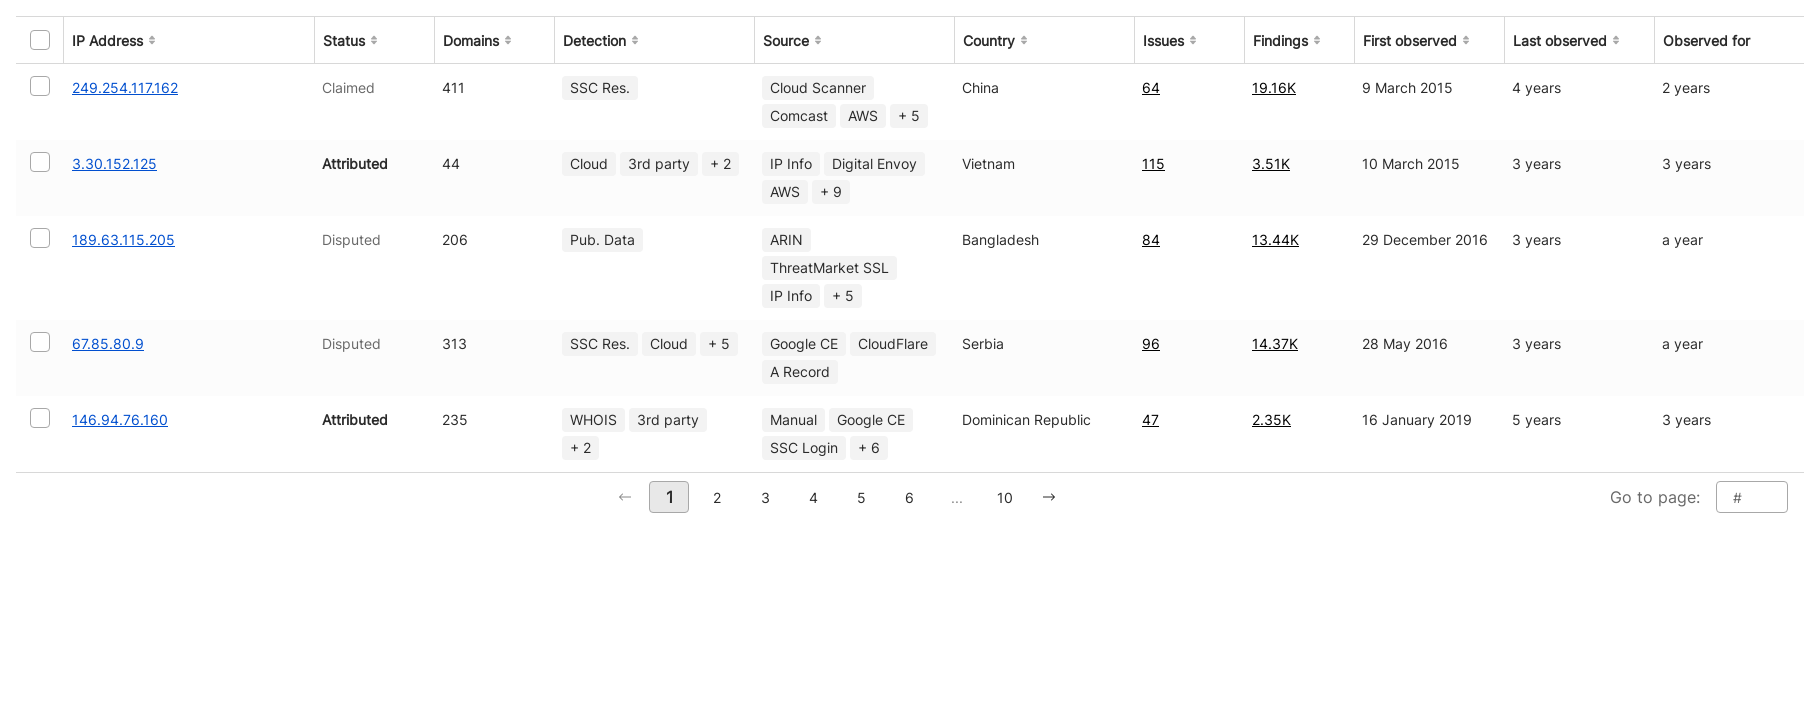 IP Address Status Domains Detection Source Country Issues Findings First observed Last observed Observed for
249.254.117.162 Claimed 411 SSC Res. Cloud Scanner China 64 19.16K 9 March 2015 4 years 2 years
Comcast AWS + 5
3.30.152.125 Attributed 44 Cloud 3rd party + 2 IP Info Digital Envoy Vietnam 115 3.51K 10 March 2015 3 years 3 years
AWS + 9
189.63.115.205 Disputed 206 Pub. Data ARIN Bangladesh 84 13.44K 29 December 2016 3 years a year
ThreatMarket SSL
IP Info + 5
67.85.80.9 Disputed 313 SSC Res. Cloud + 5 Google CE CloudFlare Serbia 96 14.37K 28 May 2016 3 years a year
A Record
146.94.76.160 Attributed 235 WHOIS 3rd party Manual Google CE Dominican Republic 47 2.35K 16 January 2019 5 years 3 years
+ 2 SSC Login + 6
← 1 2 3 4 5 6 ... 10 → Go to page: #